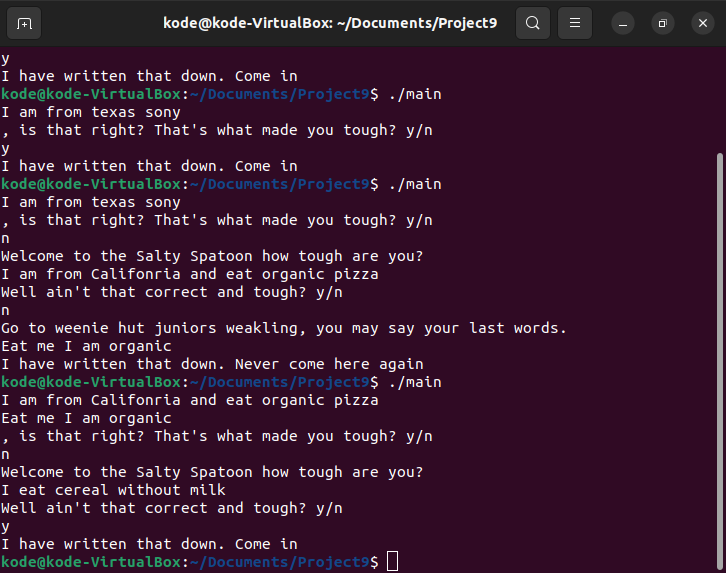 kode@kode-VirtualBox: ~/Documents/Project9
y
I have written that down. Come in
kode@kode-VirtualBox:~/Documents/Project9$ ./main
I am from texas sony
, is that right? That's what made you tough? y/n
y
I have written that down. Come in
kode@kode-VirtualBox:~/Documents/Project9$ ./main
I am from texas sony
, is that right? That's what made you tough? y/n
n
Welcome to the Salty Spatoon how tough are you?
I am from Califonria and eat organic pizza
Well ain't that correct and tough? y/n
n
Go to weenie hut juniors weakling, you may say your last words.
Eat me I am organic
I have written that down. Never come here again
kode@kode-VirtualBox:~/Documents/Project9$ ./main
I am from Califonria and eat organic pizza
Eat me I am organic
, is that right? That's what made you tough? y/n
n
Welcome to the Salty Spatoon how tough are you?
I eat cereal without milk
Well ain't that correct and tough? y/n
y
I have written that down. Come in
kode@kode-VirtualBox:~/Documents/Project9$